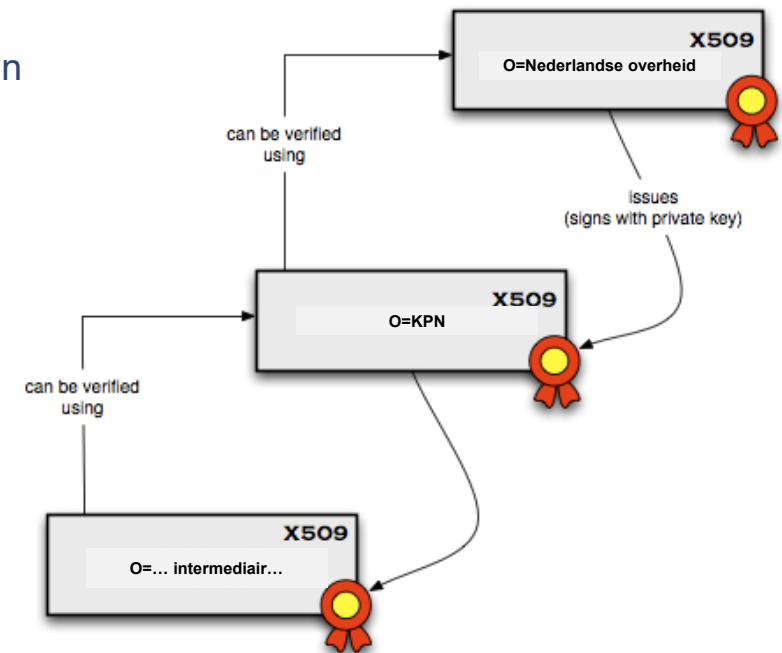 n
X509
O=Nederlandse overheid
can be verified
using
issues
(signs with private key)
X509
O=KPN
can be verified
using
X509
O=… intermediair…